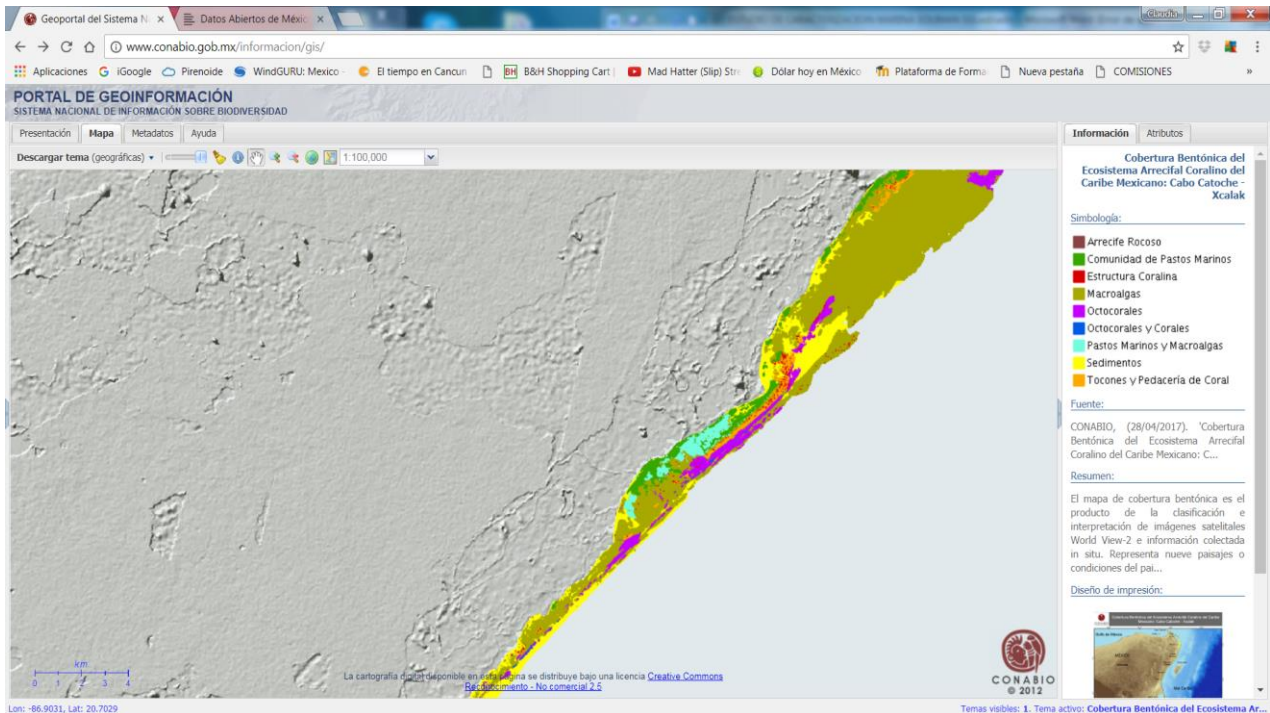 Geoportal del Sistema N
Datos Abiertos de Méxic
www.conabio.gob.mx/informacion/gis/
Aplicaciones
iGoogle
Pirenoide
WindGURU: Mexico -
El tiempo en Cancun
BH
B&H Shopping Cart |
Mad Hatter (Slip) Stre
Dólar hoy en México
Plataforma de Forma
Nueva pestaña
COMISIONES
»
PORTAL DE GEOINFORMACIÓN
SISTEMA NACIONAL DE INFORMACIÓN SOBRE BIODIVERSIDAD
Presentación
Mapa
Metadatos
Ayuda
Descargar tema (geográficas)
1:100,000
km
0 1 2 3 4
La cartografía digital disponible en esta página se distribuye bajo una licencia Creative Commons
Reconocimiento - No comercial 2.5
CONABIO
© 2012
Información
Atributos
Cobertura Bentónica del
Ecosistema Arrecifal Coralino del
Caribe Mexicano: Cabo Catoche -
Xcalak
Simbología:
Arrecife Rocoso
Comunidad de Pastos Marinos
Estructura Coralina
Macroalgas
Octocorales
Octocorales y Corales
Pastos Marinos y Macroalgas
Sedimentos
Tocones y Pedacería de Coral
Fuente:
CONABIO, (28/04/2017). 'Cobertura
Bentónica del Ecosistema Arrecifal
Coralino del Caribe Mexicano: C...
Resumen:
El mapa de cobertura bentónica es el
producto de la clasificación e
interpretación de imágenes satelitales
World View-2 e información colectada
in situ. Representa nueve paisajes o
condiciones del pai...
Diseño de impresión:
Lon: -86.9031, Lat: 20.7029
Temas visibles: 1. Tema activo: Cobertura Bentónica del Ecosistema Ar...